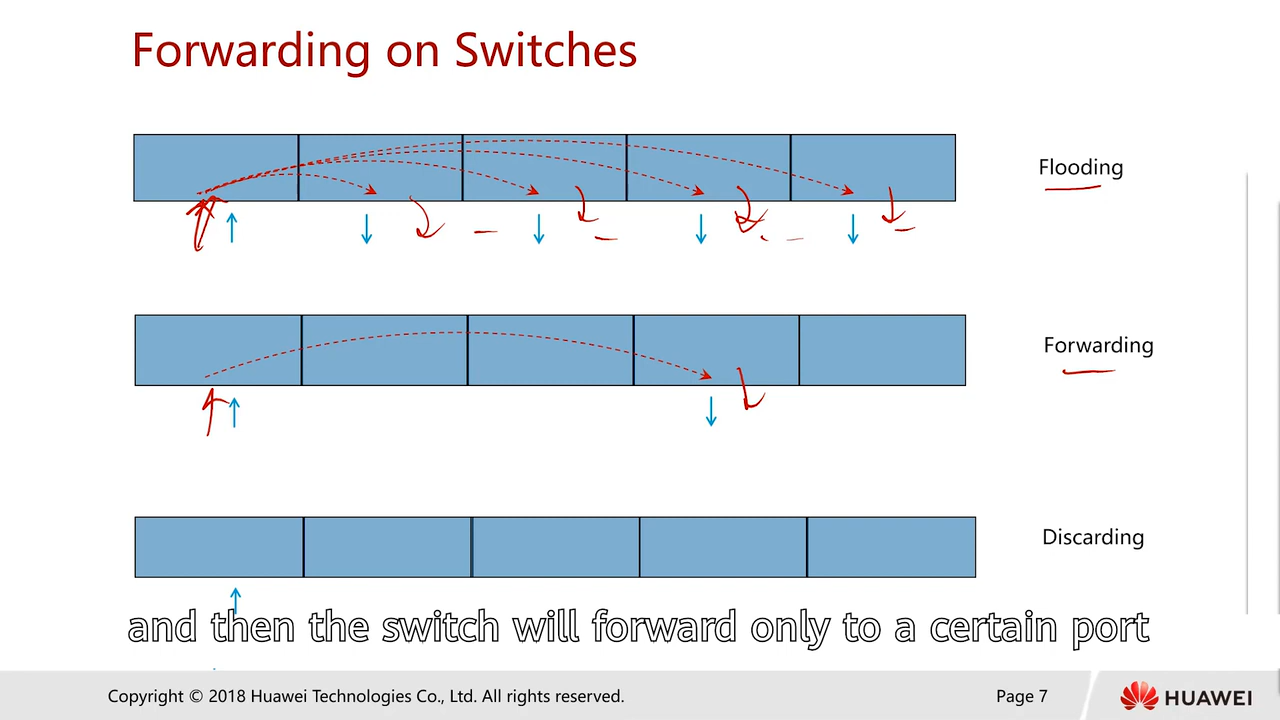 Forwarding on Switches
Flooding
Forwarding
Discarding
and then the switch will forward only to a certain port
Copyright © 2018 Huawei Technologies Co., Ltd. All rights reserved.
Page 7
HUAWEI